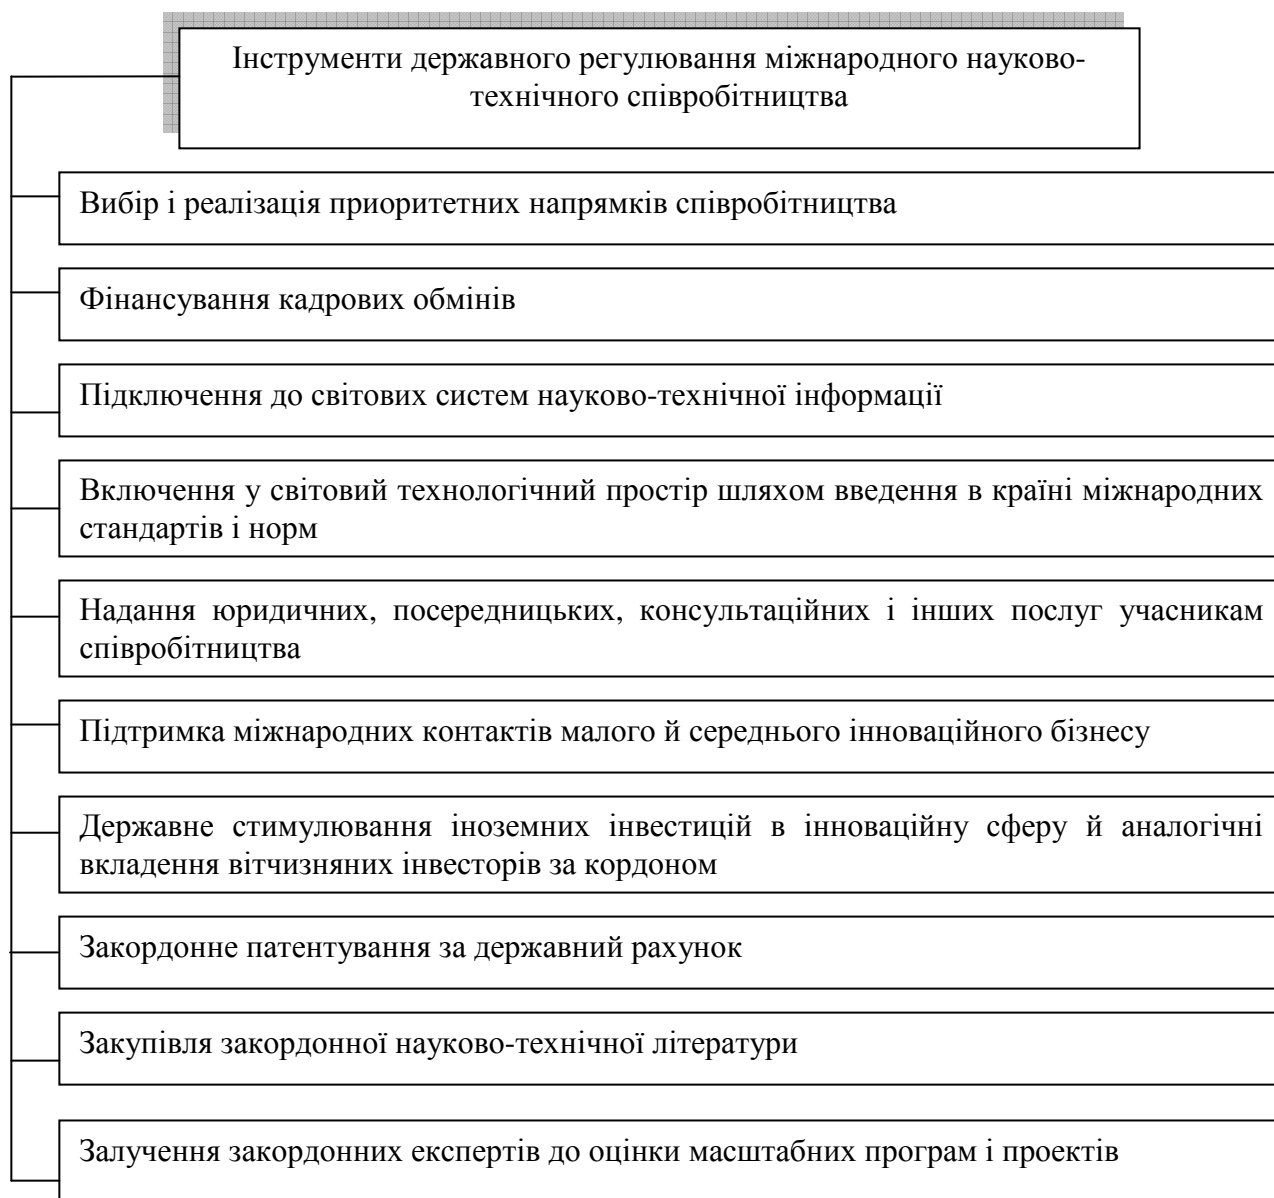 Інструменти державного регулювання міжнародного науково-
технічного співробітництва
Вибір і реалізація приоритетних напрямків співробітництва
Фінансування кадрових обмінів
Підключення до світових систем науково-технічної інформації
Включення у світовий технологічний простір шляхом введення в країні міжнародних
стандартів і норм
Надання юридичних, посередницьких, консультаційних і інших послуг учасникам
співробітництва
Підтримка міжнародних контактів малого й середнього інноваційного бізнесу
Державне стимулювання іноземних інвестицій в інноваційну сферу й аналогічні
вкладення вітчизняних інвесторів за кордоном
Закордонне патентування за державний рахунок
Закупівля закордонної науково-технічної літератури
Залучення закордонних експертів до оцінки масштабних програм і проектів